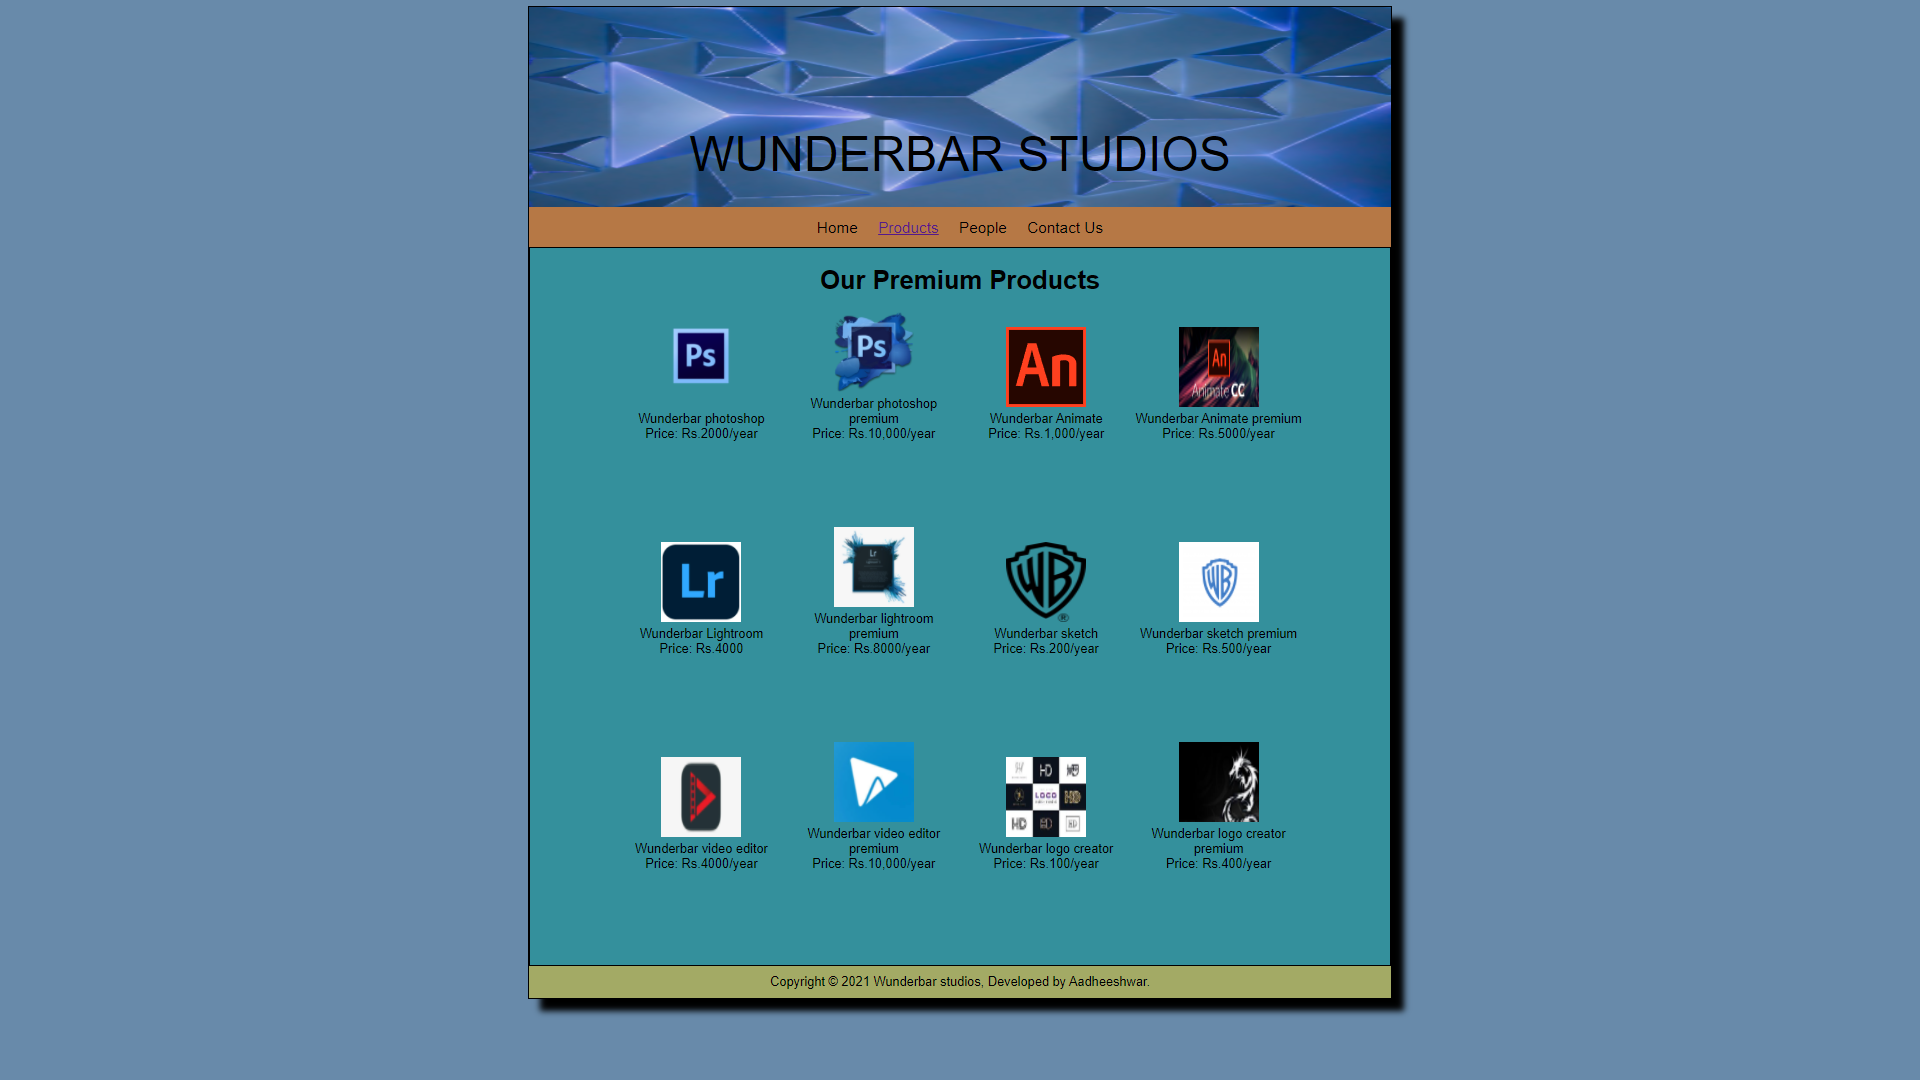 WUNDERBAR STUDIOS
Home Products People Contact Us
Our Premium Products
Ps
Ps
An
An
Animate CC
Wunderbar photoshop
Price: Rs.2000/year
Wunderbar photoshop
premium
Price: Rs.10,000/year
Wunderbar Animate
Price: Rs.1,000/year
Wunderbar Animate premium
Price: Rs.5000/year
Lr
Lr
WB
®
WB
Wunderbar Lightroom
Price: Rs.4000
Wunderbar lightroom
premium
Price: Rs.8000/year
Wunderbar sketch
Price: Rs.200/year
Wunderbar sketch premium
Price: Rs.500/year
HD
LOGO
HD
HD
Wunderbar video editor
Price: Rs.4000/year
Wunderbar video editor
premium
Price: Rs.10,000/year
Wunderbar logo creator
Price: Rs.100/year
Wunderbar logo creator
premium
Price: Rs.400/year
Copyright © 2021 Wunderbar studios, Developed by Aadheeshwar.